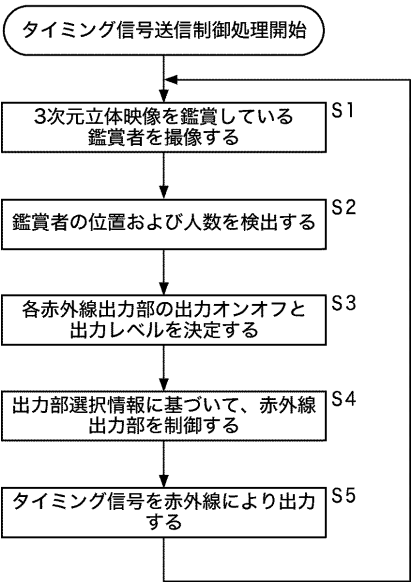 タイミング信号送信制御処理開始
S1
3次元立体映像を鑑賞している
鑑賞者を撮像する
S2
鑑賞者の位置および人数を検出する
S3
各赤外線出力部の出力オンオフと
出力レベルを決定する
S4
出力部選択情報に基づいて、赤外線
出力部を制御する
S5
タイミング信号を赤外線により出力
する